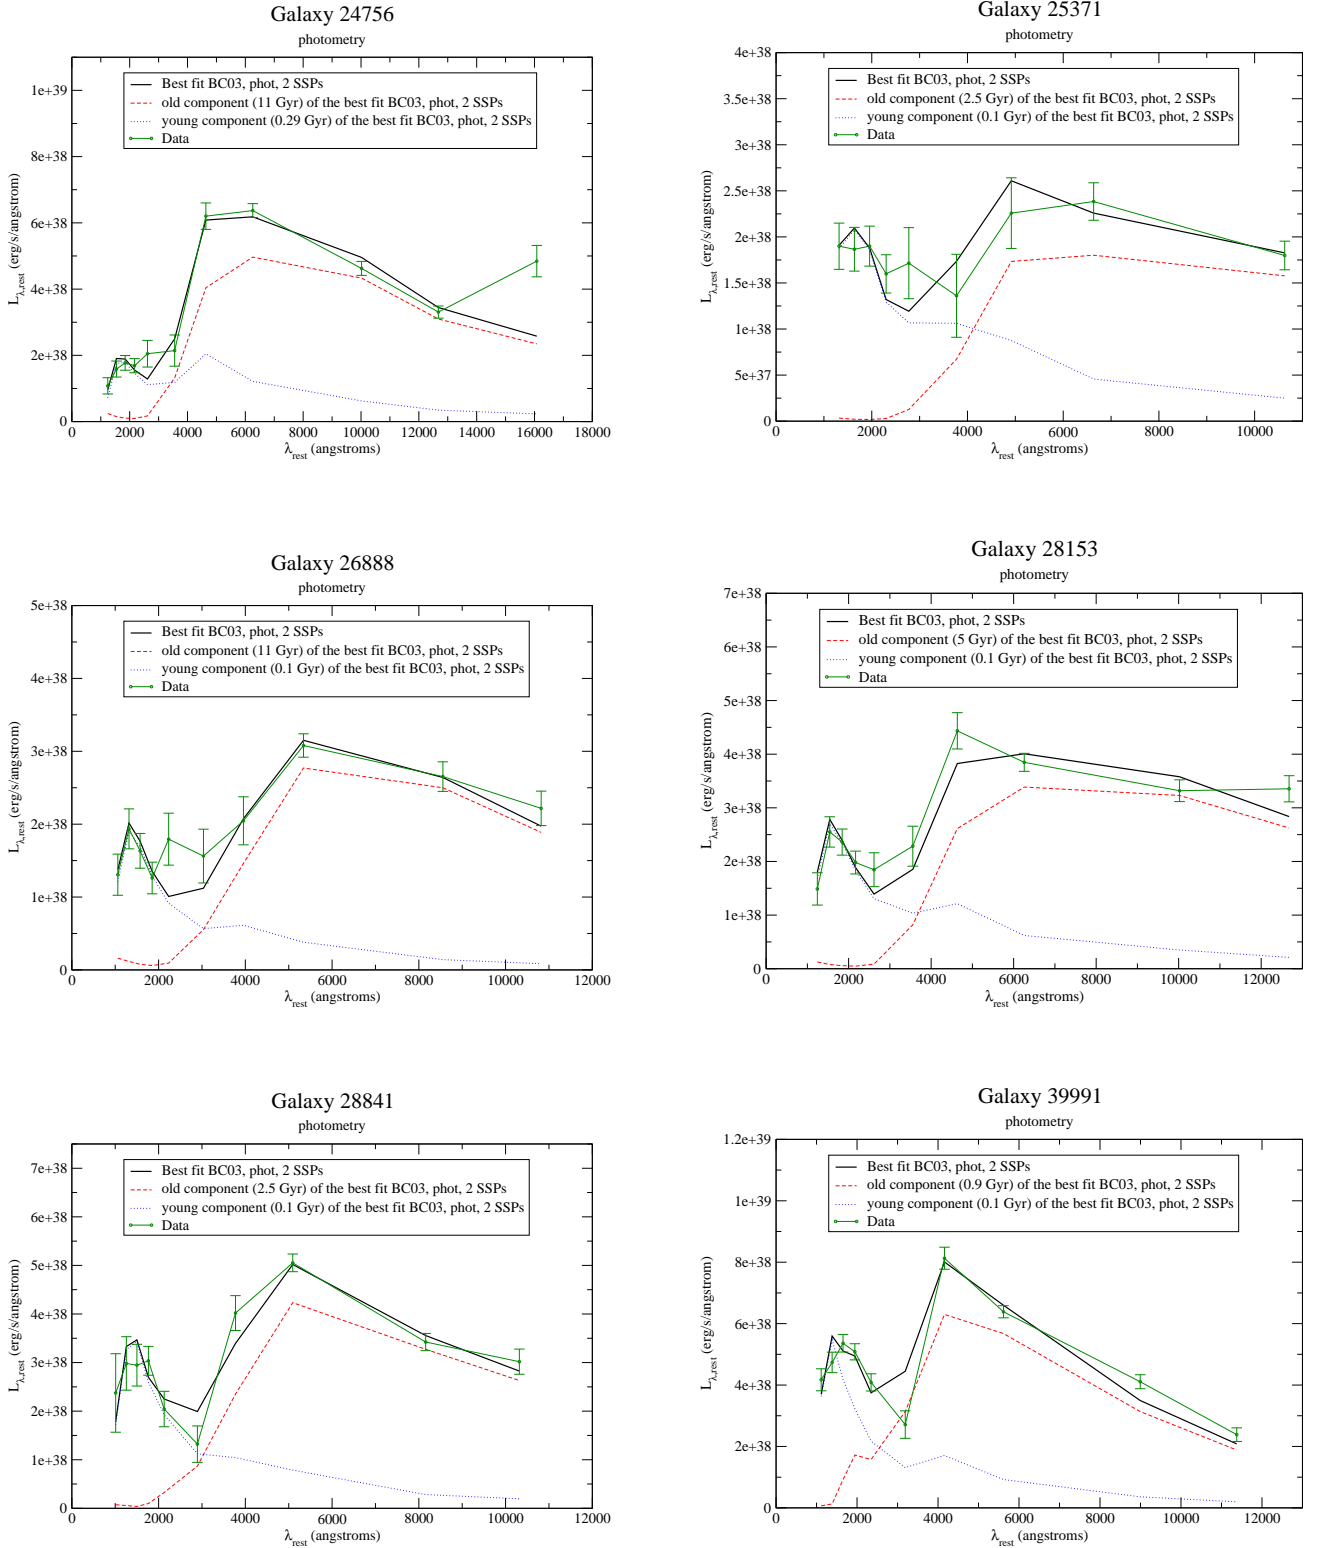 Galaxy 24756
photometry
Best fit BC03, phot, 2 SSPs
old component (11 Gyr) of the best fit BC03, phot, 2 SSPs
young component (0.29 Gyr) of the best fit BC03, phot, 2 SSPs
Data
1e+39
8e+38
6e+38
4e+38
2e+38
0
0 2000 4000 6000 8000 10000 12000 14000 16000 18000
λrest (angstroms)
Lλ,rest (erg/s/angstrom)
Galaxy 25371
photometry
Best fit BC03, phot, 2 SSPs
old component (2.5 Gyr) of the best fit BC03, phot, 2 SSPs
young component (0.1 Gyr) of the best fit BC03, phot, 2 SSPs
Data
4e+38
3.5e+38
3e+38
2.5e+38
2e+38
1.5e+38
1e+38
5e+37
0
0 2000 4000 6000 8000 10000
λrest (angstroms)
Lλ,rest (erg/s/angstrom)
Galaxy 26888
photometry
Best fit BC03, phot, 2 SSPs
old component (11 Gyr) of the best fit BC03, phot, 2 SSPs
young component (0.1 Gyr) of the best fit BC03, phot, 2 SSPs
Data
5e+38
4e+38
3e+38
2e+38
1e+38
0
0 2000 4000 6000 8000 10000 12000
λrest (angstroms)
Lλ,rest (erg/s/angstrom)
Galaxy 28153
photometry
Best fit BC03, phot, 2 SSPs
old component (5 Gyr) of the best fit BC03, phot, 2 SSPs
young component (0.1 Gyr) of the best fit BC03, phot, 2 SSPs
Data
7e+38
6e+38
5e+38
4e+38
3e+38
2e+38
1e+38
0
0 2000 4000 6000 8000 10000 12000
λrest (angstroms)
Lλ,rest (erg/s/angstrom)
Galaxy 28841
photometry
Best fit BC03, phot, 2 SSPs
old component (2.5 Gyr) of the best fit BC03, phot, 2 SSPs
young component (0.1 Gyr) of the best fit BC03, phot, 2 SSPs
Data
7e+38
6e+38
5e+38
4e+38
3e+38
2e+38
1e+38
0
0 2000 4000 6000 8000 10000 12000
λrest (angstroms)
Lλ,rest (erg/s/angstrom)
Galaxy 39991
photometry
Best fit BC03, phot, 2 SSPs
old component (0.9 Gyr) of the best fit BC03, phot, 2 SSPs
young component (0.1 Gyr) of the best fit BC03, phot, 2 SSPs
Data
1.2e+39
1e+39
8e+38
6e+38
4e+38
2e+38
0
0 2000 4000 6000 8000 10000 12000
λrest (angstroms)
Lλ,rest (erg/s/angstrom)